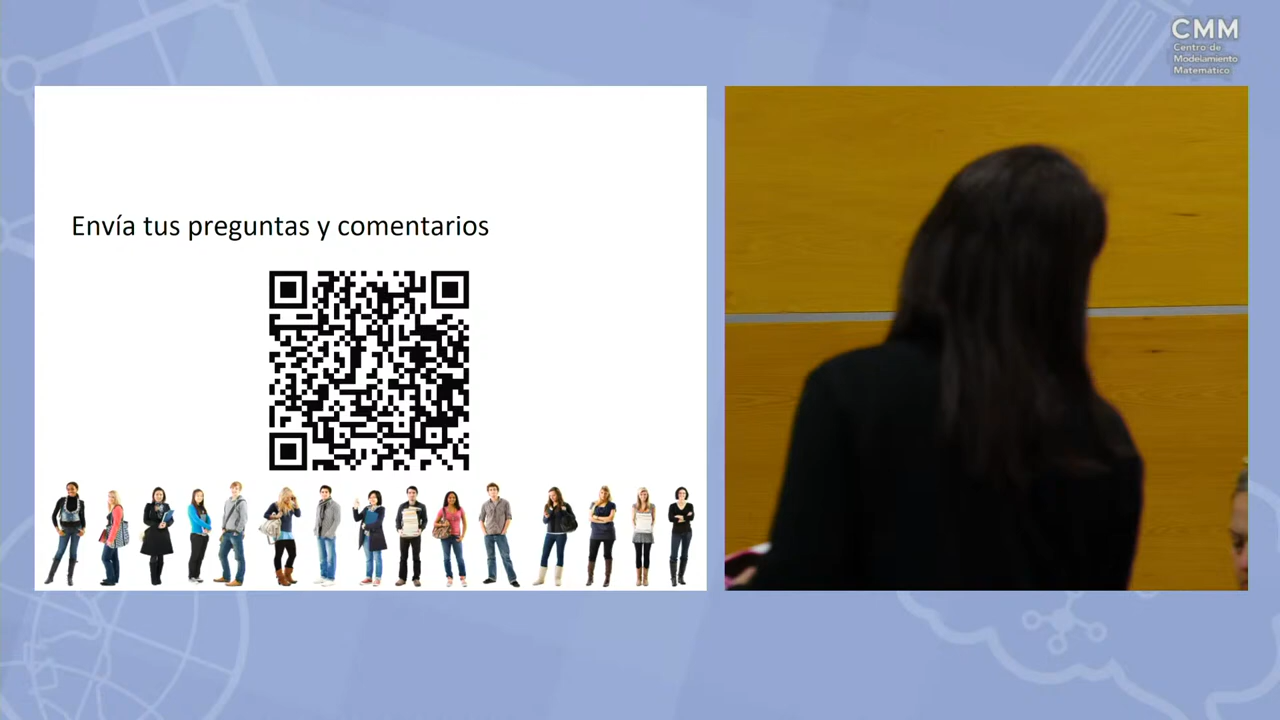 CMM
Centro de
Modelamiento
Matemático
Envía tus preguntas y comentarios